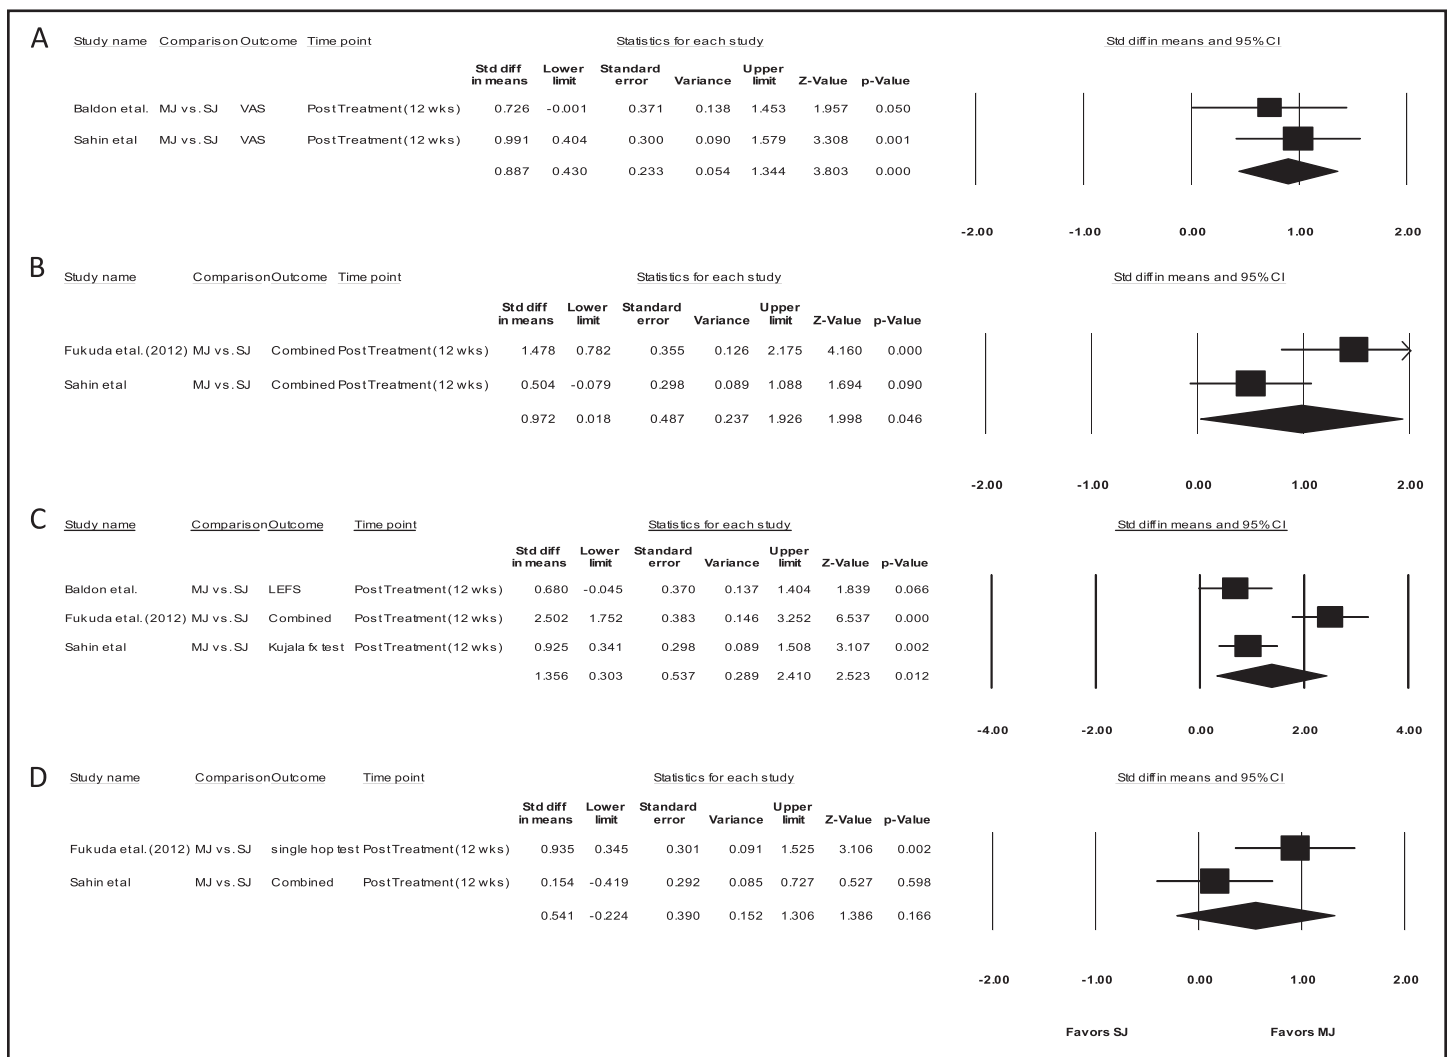 A
Study name Comparison Outcome Time point Statistics for each study Std diff in means and 95% CI
Std diff in means Lower limit Standard error Variance Upper limit Z-Value p-Value
Baldon et al. MJ vs. SJ VAS Post Treatment (12 wks) 0.726 -0.001 0.371 0.138 1.453 1.957 0.050
Sahin et al MJ vs. SJ VAS Post Treatment (12 wks) 0.991 0.404 0.300 0.090 1.579 3.308 0.001
0.887 0.430 0.233 0.054 1.344 3.803 0.000
-2.00 -1.00 0.00 1.00 2.00
B
Study name Comparison Outcome Time point Statistics for each study Std diff in means and 95% CI
Std diff in means Lower limit Standard error Variance Upper limit Z-Value p-Value
Fukuda et al. (2012) MJ vs. SJ Combined Post Treatment (12 wks) 1.478 0.782 0.355 0.126 2.175 4.160 0.000
Sahin et al MJ vs. SJ Combined Post Treatment (12 wks) 0.504 -0.079 0.298 0.089 1.088 1.694 0.090
0.972 0.018 0.487 0.237 1.926 1.998 0.046
-2.00 -1.00 0.00 1.00 2.00
C
Study name Comparison Outcome Time point Statistics for each study Std diff in means and 95% CI
Std diff in means Lower limit Standard error Variance Upper limit Z-Value p-Value
Baldon et al. MJ vs. SJ LEFS Post Treatment (12 wks) 0.680 -0.045 0.370 0.137 1.404 1.839 0.066
Fukuda et al. (2012) MJ vs. SJ Combined Post Treatment (12 wks) 2.502 1.752 0.383 0.146 3.252 6.537 0.000
Sahin et al MJ vs. SJ Kujala fx test Post Treatment (12 wks) 0.925 0.341 0.298 0.089 1.508 3.107 0.002
1.356 0.303 0.537 0.289 2.410 2.523 0.012
-4.00 -2.00 0.00 2.00 4.00
D
Study name Comparison Outcome Time point Statistics for each study Std diff in means and 95% CI
Std diff in means Lower limit Standard error Variance Upper limit Z-Value p-Value
Fukuda et al. (2012) MJ vs. SJ single hop test Post Treatment (12 wks) 0.935 0.345 0.301 0.091 1.525 3.106 0.002
Sahin et al MJ vs. SJ Combined Post Treatment (12 wks) 0.154 -0.419 0.292 0.085 0.727 0.527 0.598
0.541 -0.224 0.390 0.152 1.306 1.386 0.166
-2.00 -1.00 0.00 1.00 2.00
Favors SJ Favors MJ